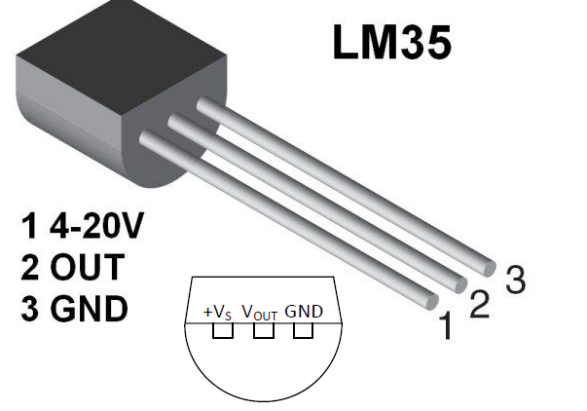 LM35
1 4-20V
2 OUT
3 GND
+VS VOUT GND
1
2
3